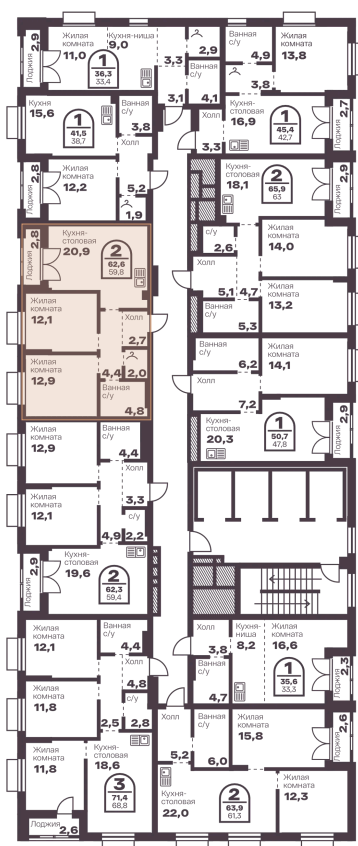 Лоджия
2,9
Жилая
комната
11,0
Кухня-ниша
9,0
1
36,3
33,4
3,3
2,9
3,1
4,1
Ванная
с/у
Ванная
с/у
4,9
Жилая
комната
13,8
3,8
Кухня-
столовая
16,9
1
45,4
42,7
Лоджия
2,7
Холл
3,3
Кухня
15,6
1
41,5
38,7
Ванная
с/у
3,8
Холл
Лоджия
2,8
Жилая
комната
12,2
5,2
1,9
Кухня-
столовая
18,1
2
65,9
63
Лоджия
2,9
с/у
2,6
Жилая
комната
14,0
Холл
5,1
4,7
Жилая
комната
13,2
Ванная
с/у
5,3
Лоджия
2,8
Кухня-
столовая
20,9
2
62,6
59,8
Жилая
комната
12,1
Холл
2,7
Жилая
комната
12,9
4,4
2,0
Ванная
с/у
4,8
Ванная
с/у
6,2
Жилая
комната
14,1
Холл
7,2
Кухня-
столовая
20,3
1
50,7
47,8
Лоджия
2,9
Жилая
комната
12,9
Ванная
с/у
4,4
Холл
3,3
Жилая
комната
12,1
с/у
4,9
2,2
Лоджия
2,9
Кухня-
столовая
19,6
2
62,3
59,4
Жилая
комната
12,1
Ванная
с/у
4,4
Холл
4,8
Жилая
комната
11,8
с/у
2,5
2,8
Жилая
комната
11,8
Кухня-
столовая
18,6
3
71,4
68,8
Лоджия
2,6
Холл
3,8
Кухня-
ниша
8,2
Жилая
комната
16,6
1
35,6
33,3
Лоджия
2,3
Ванная
с/у
4,7
Холл
5,2
Ванная
с/у
6,0
Жилая
комната
15,8
Лоджия
2,6
Кухня-
столовая
22,0
2
63,9
61,3
Жилая
комната
12,3